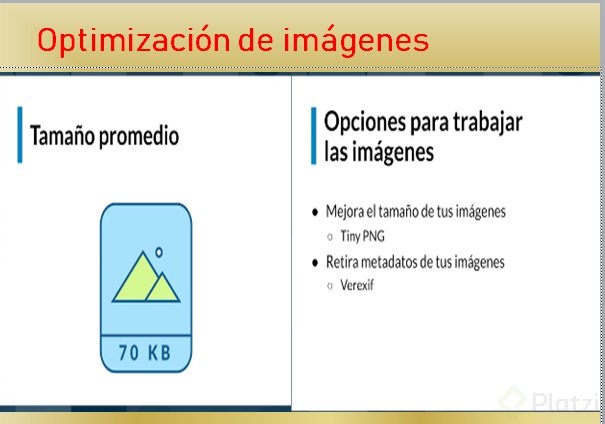 Optimización de imágenes
Tamaño promedio
70 KB
Opciones para trabajar
las imágenes
• Mejora el tamaño de tus imágenes
○ Tiny PNG
• Retira metadatos de tus imágenes
○ Verexif
Platzi